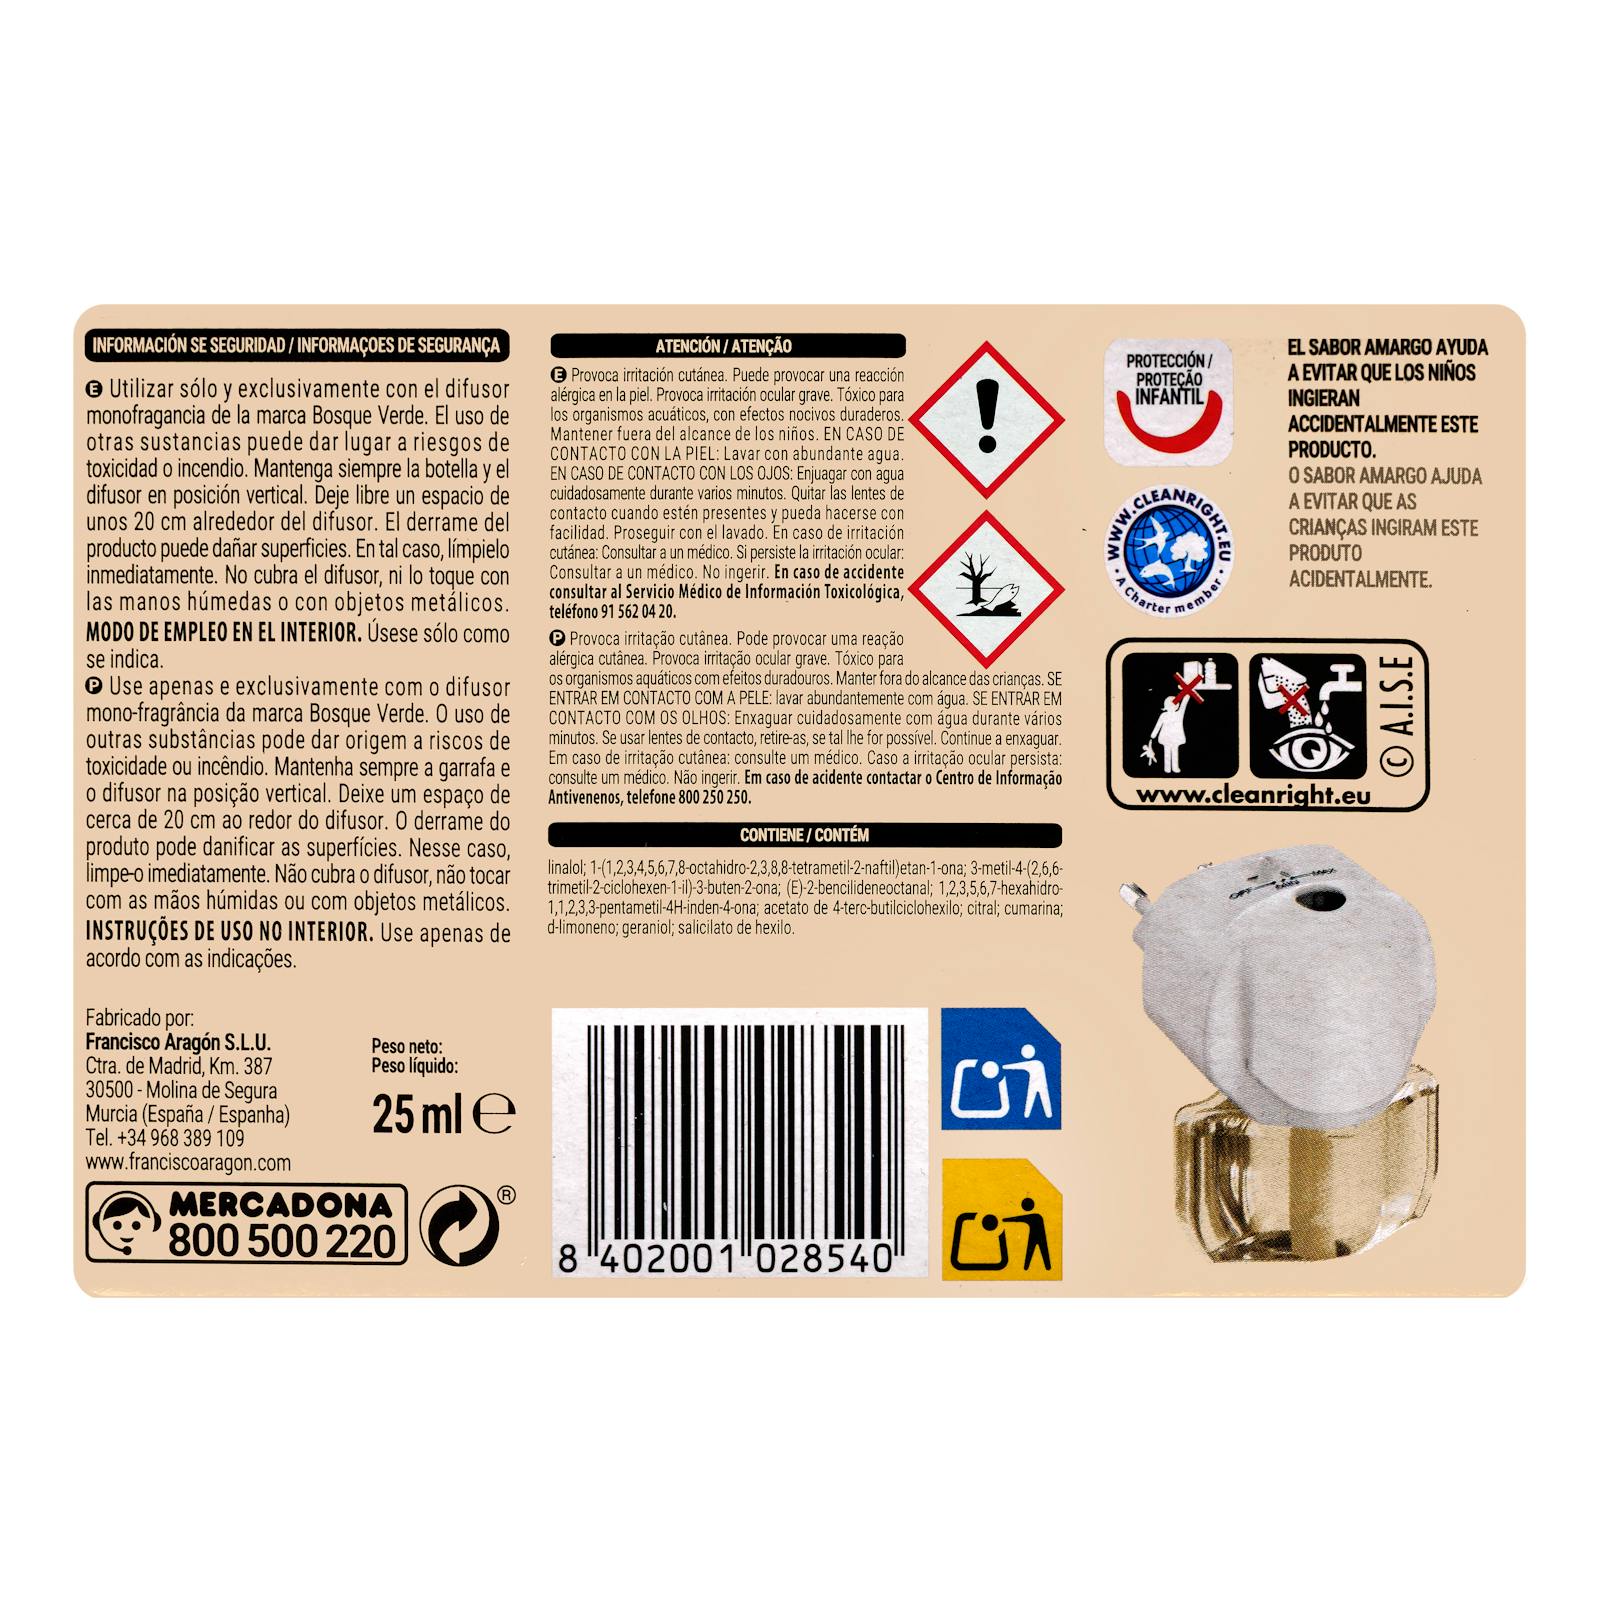 INFORMACIÓN SE SEGURIDAD / INFORMAÇOES DE SEGURANÇA
E Utilizar sólo y exclusivamente con el difusor
monofragancia de la marca Bosque Verde. El uso de
otras sustancias puede dar lugar a riesgos de
toxicidad o incendio. Mantenga siempre la botella y el
difusor en posición vertical. Deje libre un espacio de
unos 20 cm alrededor del difusor. El derrame del
producto puede dañar superficies. En tal caso, límpielo
inmediatamente. No cubra el difusor, ni lo toque con
las manos húmedas o con objetos metálicos.
MODO DE EMPLEO EN EL INTERIOR. Úsese sólo como
se indica.
P Use apenas e exclusivamente com o difusor
mono-fragrância da marca Bosque Verde. O uso de
outras substâncias pode dar origem a riscos de
toxicidade ou incêndio. Mantenha sempre a garrafa e
o difusor na posição vertical. Deixe um espaço de
cerca de 20 cm ao redor do difusor. O derrame do
produto pode danificar as superfícies. Nesse caso,
limpe-o imediatamente. Não cubra o difusor, não tocar
com as mãos húmidas ou com objetos metálicos.
INSTRUÇÕES DE USO NO INTERIOR. Use apenas de
acordo com as indicações.
Fabricado por:
Francisco Aragón S.L.U.
Ctra. de Madrid, Km. 387
30500 - Molina de Segura
Murcia (España / Espanha)
Tel. +34 968 389 109
www.franciscoaragon.com
Peso neto:
Peso líquido:
25 ml e
MERCADONA
800 500 220
®
ATENCIÓN / ATENÇÃO
E Provoca irritación cutánea. Puede provocar una reacción
alérgica en la piel. Provoca irritación ocular grave. Tóxico para
los organismos acuáticos, con efectos nocivos duraderos.
Mantener fuera del alcance de los niños. EN CASO DE
CONTACTO CON LA PIEL: Lavar con abundante agua.
EN CASO DE CONTACTO CON LOS OJOS: Enjuagar con agua
cuidadosamente durante varios minutos. Quitar las lentes de
contacto cuando estén presentes y pueda hacerse con
facilidad. Proseguir con el lavado. En caso de irritación
cutánea: Consultar a un médico. Si persiste la irritación ocular:
Consultar a un médico. No ingerir. En caso de accidente
consultar al Servicio Médico de Información Toxicológica,
teléfono 91 562 04 20.
P Provoca irritação cutânea. Pode provocar uma reação
alérgica cutânea. Provoca irritação ocular grave. Tóxico para
os organismos aquáticos com efeitos duradouros. Manter fora do alcance das crianças. SE
ENTRAR EM CONTACTO COM A PELE: lavar abundantemente com água. SE ENTRAR EM
CONTACTO COM OS OLHOS: Enxaguar cuidadosamente com água durante vários
minutos. Se usar lentes de contacto, retire-as, se tal lhe for possível. Continue a enxaguar.
Em caso de irritação cutânea: consulte um médico. Caso a irritação ocular persista:
consulte um médico. Não ingerir. Em caso de acidente contactar o Centro de Informação
Antivenenos, telefone 800 250 250.
CONTIENE / CONTÉM
linalol; 1-(1,2,3,4,5,6,7,8-octahidro-2,3,8,8-tetrametil-2-naftil)etan-1-ona; 3-metil-4-(2,6,6-
trimetil-2-ciclohexen-1-il)-3-buten-2-ona; (E)-2-bencilideneoctanal; 1,2,3,5,6,7-hexahidro-
1,1,2,3,3-pentametil-4H-inden-4-ona; acetato de 4-terc-butilciclohexilo; citral; cumarina;
d-limoneno; geraniol; salicilato de hexilo.
8 402001 028540
PROTECCIÓN /
PROTEÇÃO
INFANTIL
WWW.CLEANRIGHT.EU
A Charter member
EL SABOR AMARGO AYUDA
A EVITAR QUE LOS NIÑOS
INGIERAN
ACCIDENTALMENTE ESTE
PRODUCTO.
O SABOR AMARGO AJUDA
A EVITAR QUE AS
CRIANÇAS INGIRAM ESTE
PRODUTO
ACIDENTALMENTE.
© A.I.S.E
www.cleanright.eu
OFF
MAX